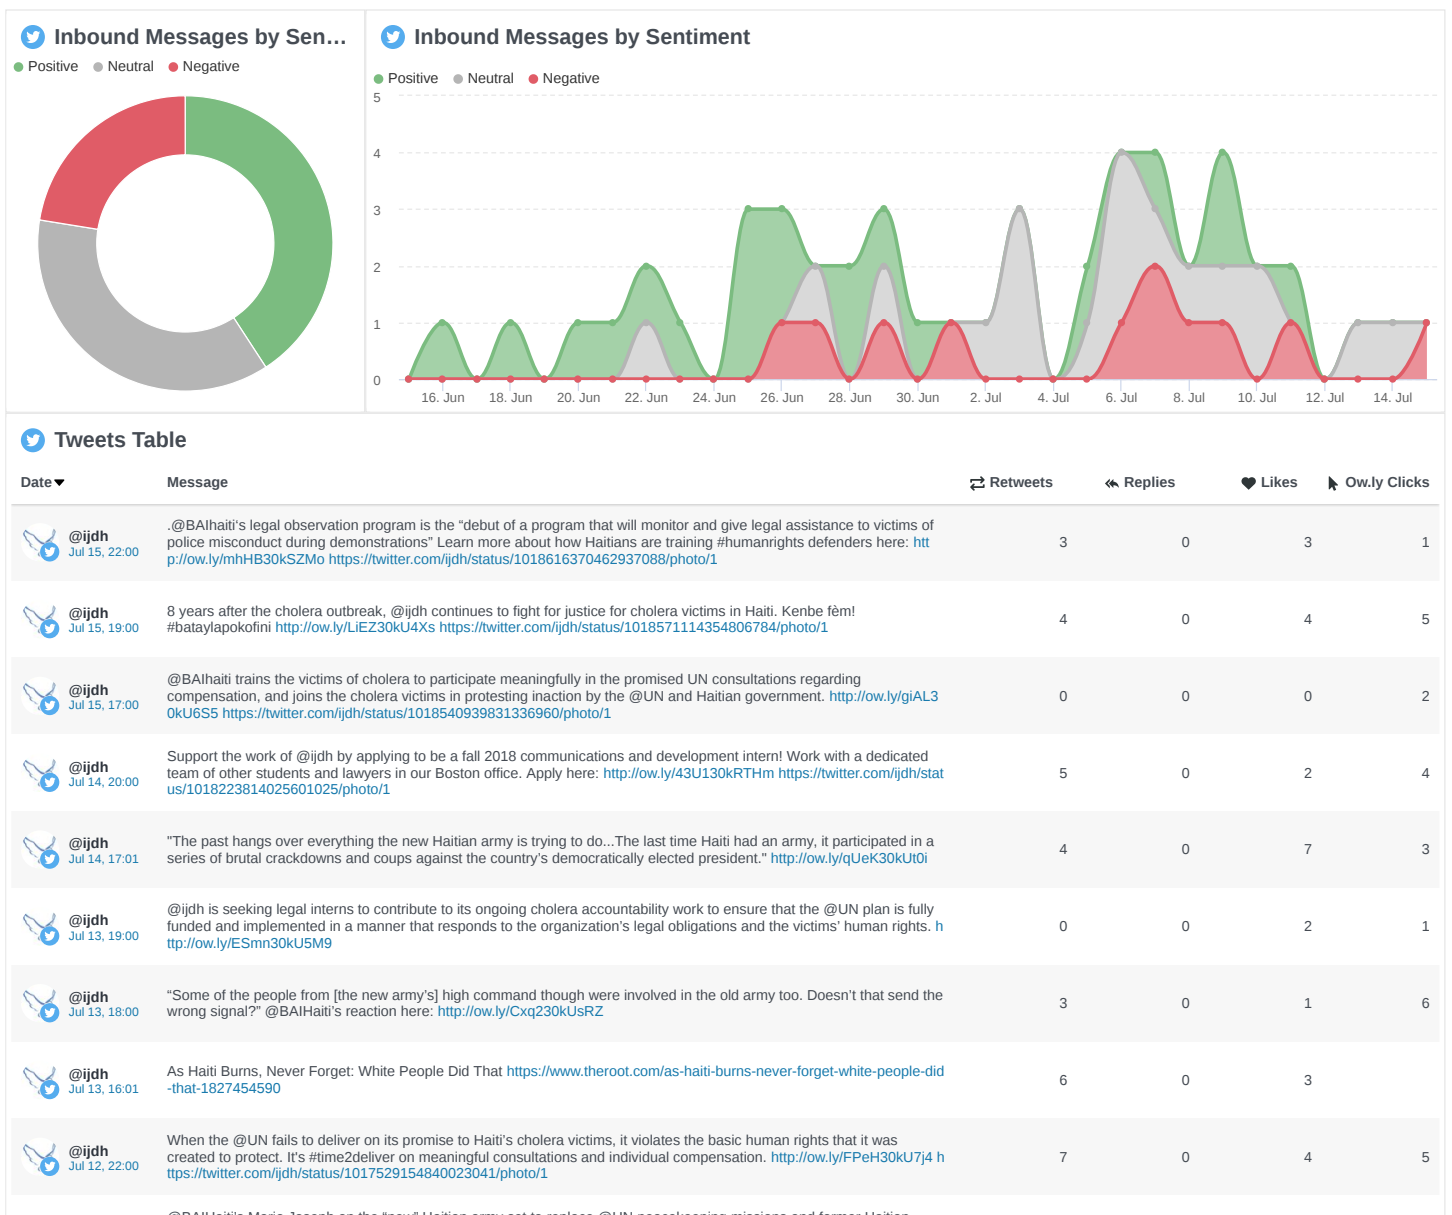 Inbound Messages by Sen...
Positive Neutral Negative
Inbound Messages by Sentiment
Positive Neutral Negative
5
4
3
2
1
0
16. Jun 18. Jun 20. Jun 22. Jun 24. Jun 26. Jun 28. Jun 30. Jun 2. Jul 4. Jul 6. Jul 8. Jul 10. Jul 12. Jul 14. Jul
Tweets Table
Date Message Retweets Replies Likes Ow.ly Clicks
@ijdh
Jul 15, 22:00
.@BAIhaiti‘s legal observation program is the “debut of a program that will monitor and give legal assistance to victims of
police misconduct during demonstrations” Learn more about how Haitians are training #humanrights defenders here: htt
p://ow.ly/mhHB30kSZMo https://twitter.com/ijdh/status/1018616370462937088/photo/1
3 0 3 1
@ijdh
Jul 15, 19:00
8 years after the cholera outbreak, @ijdh continues to fight for justice for cholera victims in Haiti. Kenbe fèm!
#bataylapokofini http://ow.ly/LiEZ30kU4Xs https://twitter.com/ijdh/status/1018571114354806784/photo/1
4 0 4 5
@ijdh
Jul 15, 17:00
@BAIhaiti trains the victims of cholera to participate meaningfully in the promised UN consultations regarding
compensation, and joins the cholera victims in protesting inaction by the @UN and Haitian government. http://ow.ly/giAL3
0kU6S5 https://twitter.com/ijdh/status/1018540939831336960/photo/1
0 0 0 2
@ijdh
Jul 14, 20:00
Support the work of @ijdh by applying to be a fall 2018 communications and development intern! Work with a dedicated
team of other students and lawyers in our Boston office. Apply here: http://ow.ly/43U130kRTHm https://twitter.com/ijdh/stat
us/1018223814025601025/photo/1
5 0 2 4
@ijdh
Jul 14, 17:01
"The past hangs over everything the new Haitian army is trying to do...The last time Haiti had an army, it participated in a
series of brutal crackdowns and coups against the country’s democratically elected president." http://ow.ly/qUeK30kUt0i
4 0 7 3
@ijdh
Jul 13, 19:00
@ijdh is seeking legal interns to contribute to its ongoing cholera accountability work to ensure that the @UN plan is fully
funded and implemented in a manner that responds to the organization’s legal obligations and the victims’ human rights. h
ttp://ow.ly/ESmn30kU5M9
0 0 2 1
@ijdh
Jul 13, 18:00
“Some of the people from [the new army’s] high command though were involved in the old army too. Doesn’t that send the
wrong signal?” @BAIHaiti’s reaction here: http://ow.ly/Cxq230kUsRZ
3 0 1 6
@ijdh
Jul 13, 16:01
As Haiti Burns, Never Forget: White People Did That https://www.theroot.com/as-haiti-burns-never-forget-white-people-did
-that-1827454590
6 0 3
@ijdh
Jul 12, 22:00
When the @UN fails to deliver on its promise to Haiti’s cholera victims, it violates the basic human rights that it was
created to protect. It's #time2deliver on meaningful consultations and individual compensation. http://ow.ly/FPeH30kU7j4 h
ttps://twitter.com/ijdh/status/1017529154840023041/photo/1
7 0 4 5